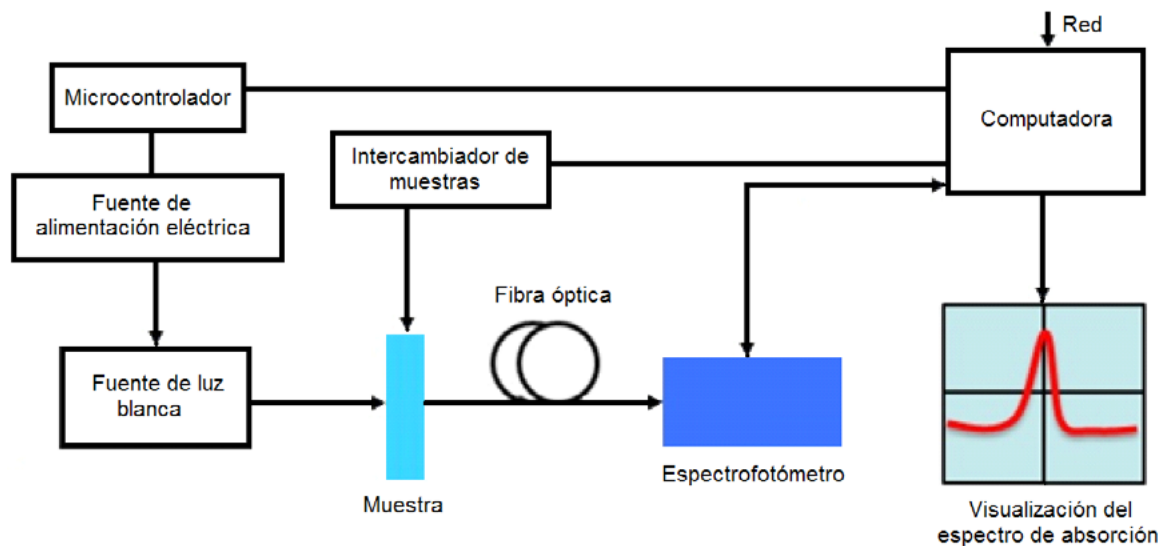 Red
Microcontrolador
Computadora
Intercambiador de
muestras
Fuente de
alimentación eléctrica
Fibra óptica
Fuente de luz
blanca
Espectrofotómetro
Muestra
Visualización del
espectro de absorción